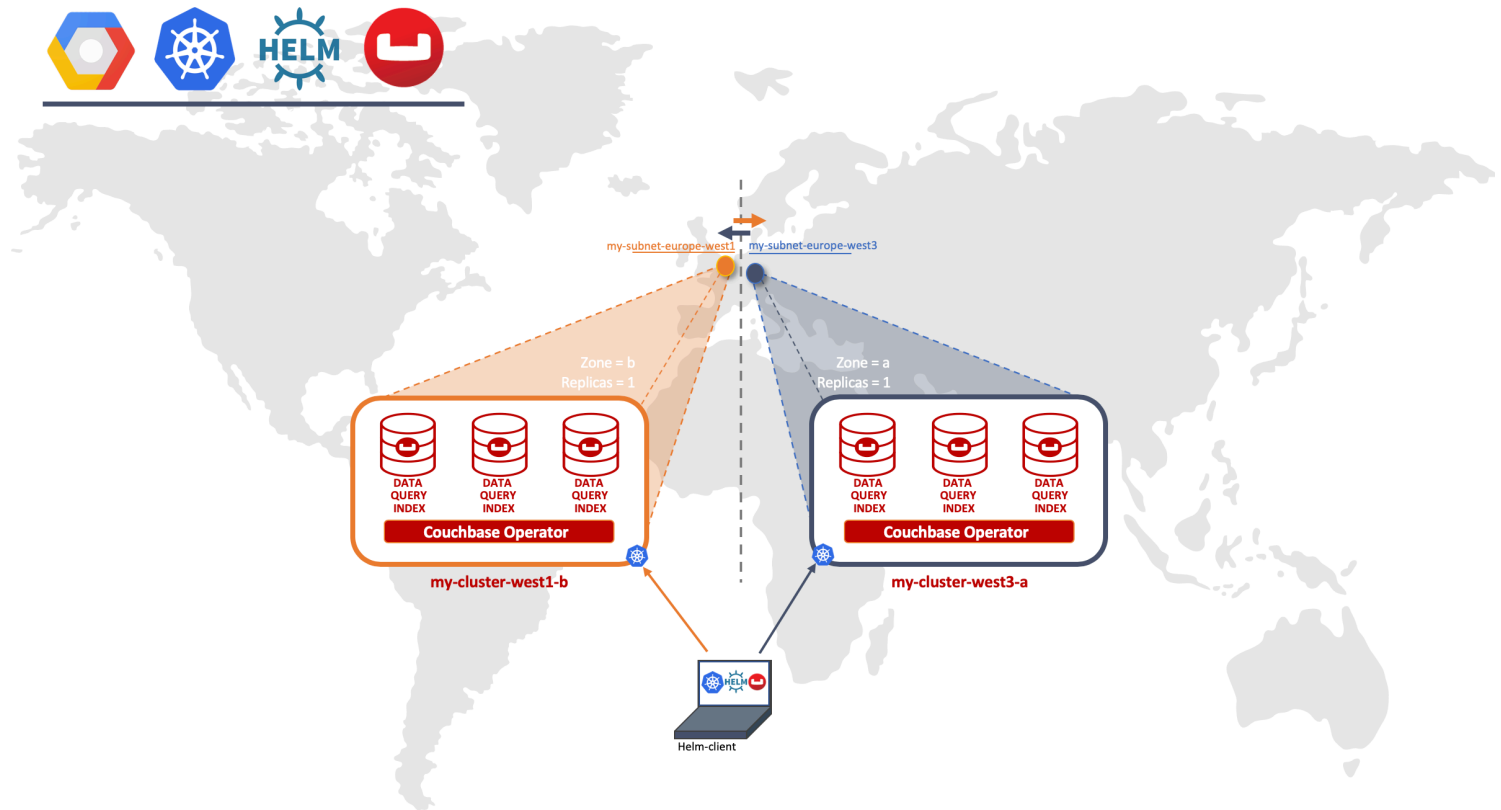 HELM
my-subnet-europe-west1
my-subnet-europe-west3
Zone = b
Replicas = 1
Zone = a
Replicas = 1
DATA
QUERY
INDEX
DATA
QUERY
INDEX
DATA
QUERY
INDEX
Couchbase Operator
my-cluster-west1-b
DATA
QUERY
INDEX
DATA
QUERY
INDEX
DATA
QUERY
INDEX
Couchbase Operator
my-cluster-west3-a
HELM
Helm-client